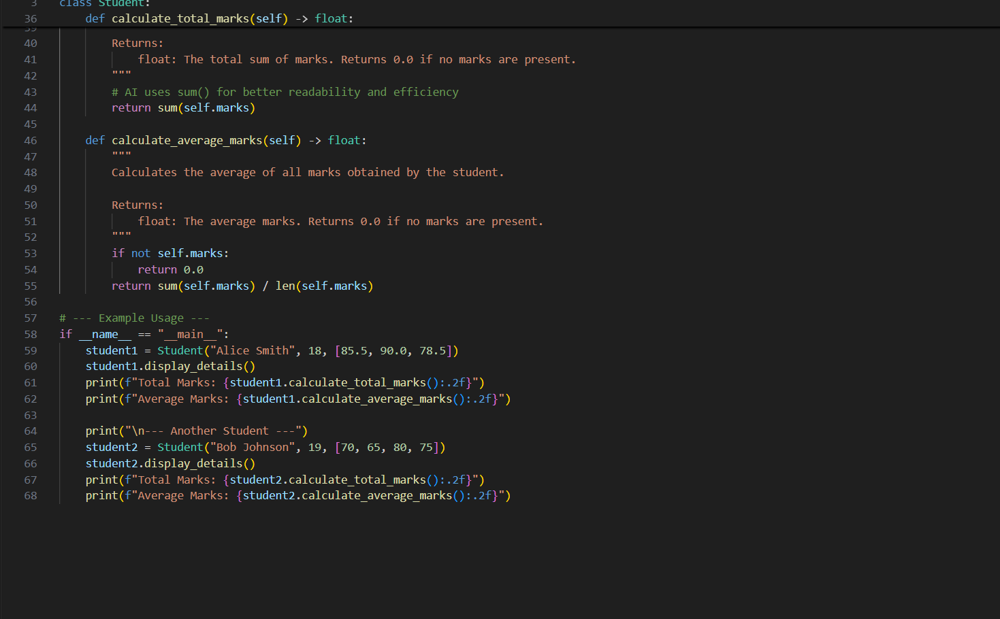 3 class Student:
36     def calculate_total_marks(self) -> float:
39
40         Returns:
41             float: The total sum of marks. Returns 0.0 if no marks are present.
42         """
43         # AI uses sum() for better readability and efficiency
44         return sum(self.marks)
45
46     def calculate_average_marks(self) -> float:
47         """
48         Calculates the average of all marks obtained by the student.
49
50         Returns:
51             float: The average marks. Returns 0.0 if no marks are present.
52         """
53         if not self.marks:
54             return 0.0
55         return sum(self.marks) / len(self.marks)
56
57 # --- Example Usage ---
58 if __name__ == "__main__":
59     student1 = Student("Alice Smith", 18, [85.5, 90.0, 78.5])
60     student1.display_details()
61     print(f"Total Marks: {student1.calculate_total_marks():.2f}")
62     print(f"Average Marks: {student1.calculate_average_marks():.2f}")
63
64     print("\n--- Another Student ---")
65     student2 = Student("Bob Johnson", 19, [70, 65, 80, 75])
66     student2.display_details()
67     print(f"Total Marks: {student2.calculate_total_marks():.2f}")
68     print(f"Average Marks: {student2.calculate_average_marks():.2f}")